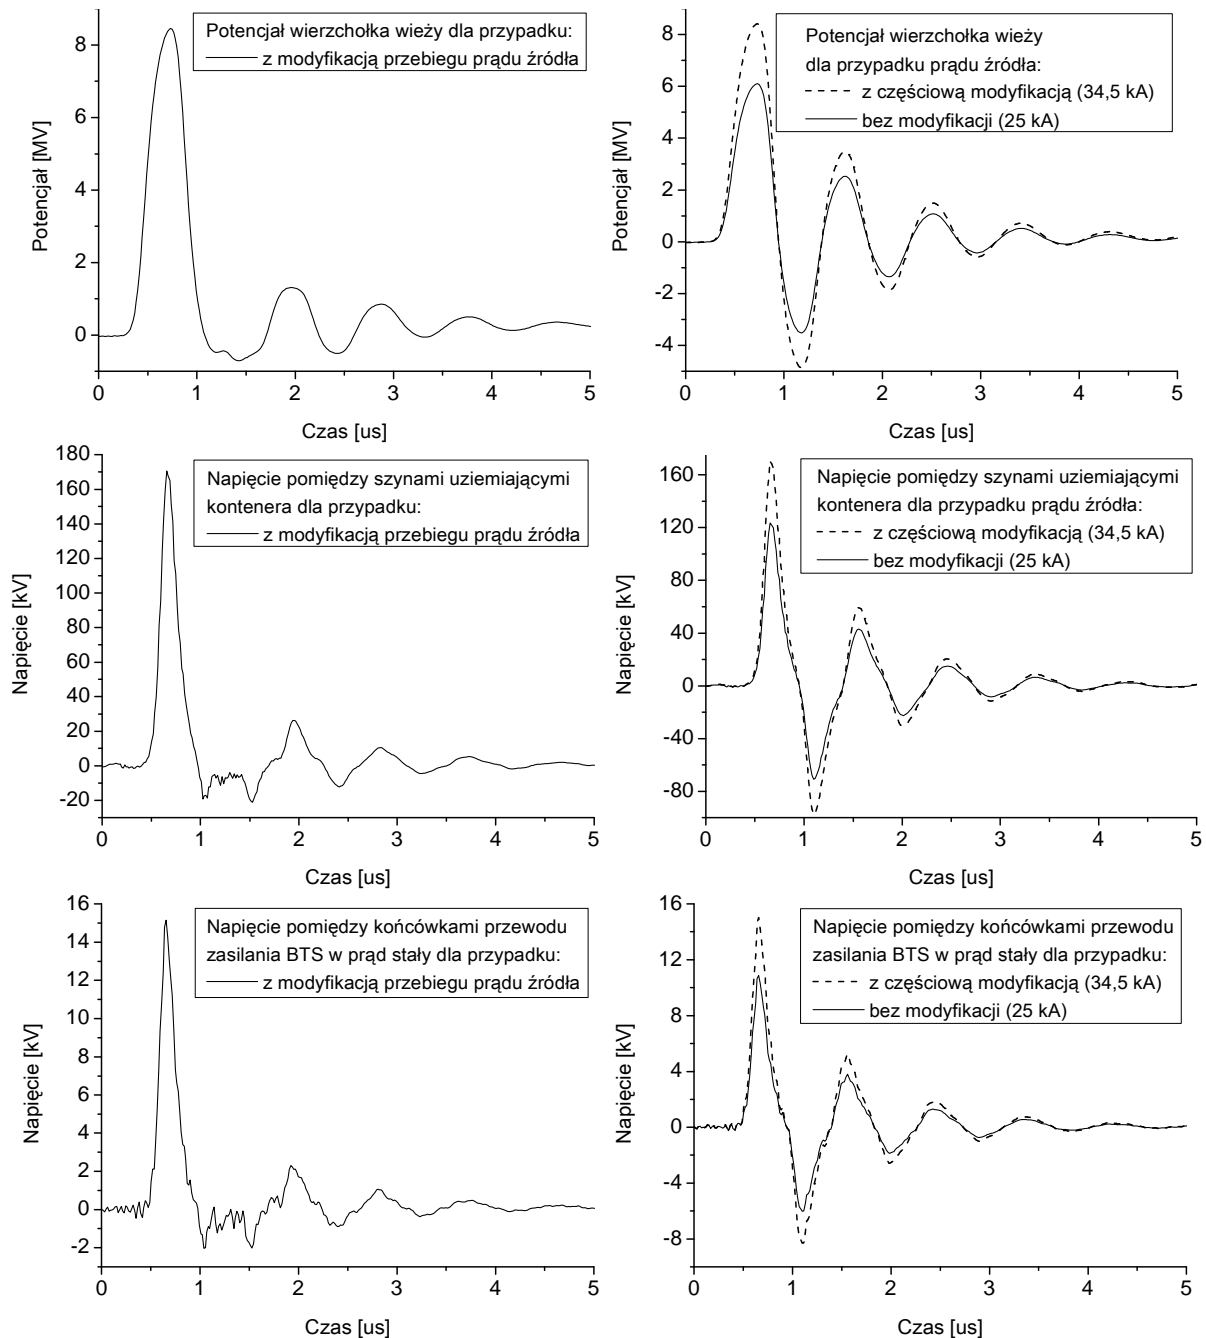 Potencjał wierzchołka wieży dla przypadku:
z modyfikacją przebiegu prądu źródła
8
6
4
2
0
Potencjał [MV]
0 1 2 3 4 5
Czas [us]
Potencjał wierzchołka wieży
dla przypadku prądu źródła:
z częściową modyfikacją (34,5 kA)
bez modyfikacji (25 kA)
8
6
4
2
0
-2
-4
Potencjał [MV]
0 1 2 3 4 5
Czas [us]
Napięcie pomiędzy szynami uziemiającymi
kontenera dla przypadku:
z modyfikacją przebiegu prądu źródła
180
160
140
120
100
80
60
40
20
0
-20
Napięcie [kV]
0 1 2 3 4 5
Czas [us]
Napięcie pomiędzy szynami uziemiającymi
kontenera dla przypadku prądu źródła:
z częściową modyfikacją (34,5 kA)
bez modyfikacji (25 kA)
160
120
80
40
0
-40
-80
Napięcie [kV]
0 1 2 3 4 5
Czas [us]
Napięcie pomiędzy końcówkami przewodu
zasilania BTS w prąd stały dla przypadku:
z modyfikacją przebiegu prądu źródła
16
14
12
10
8
6
4
2
0
-2
Napięcie [kV]
0 1 2 3 4 5
Czas [us]
Napięcie pomiędzy końcówkami przewodu
zasilania BTS w prąd stały dla przypadku:
z częściową modyfikacją (34,5 kA)
bez modyfikacji (25 kA)
16
12
8
4
0
-4
-8
Napięcie [kV]
0 1 2 3 4 5
Czas [us]